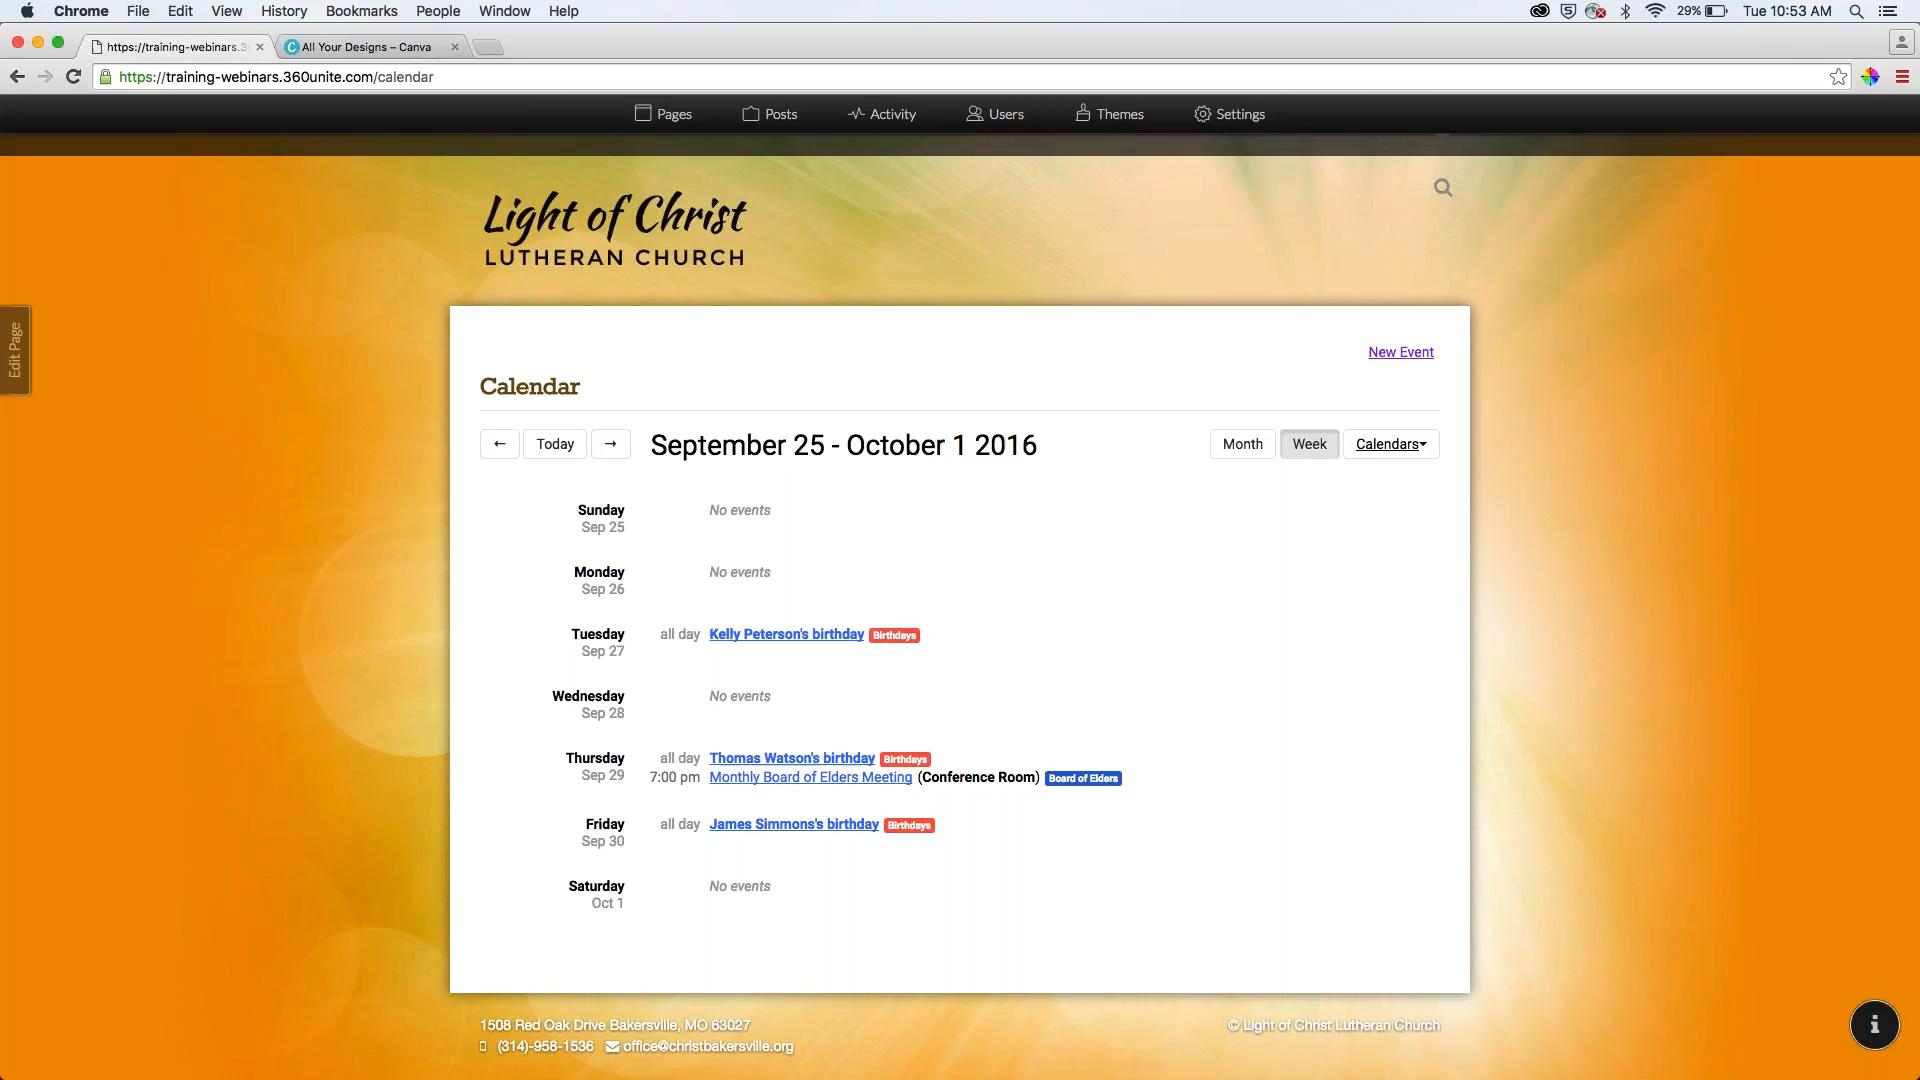 Chrome File Edit View History Bookmarks People Window Help 29% Tue 10:53 AM
https://training-webinars.3 All Your Designs – Canva
https://training-webinars.360unite.com/calendar
Pages Posts Activity Users Themes Settings
Light of Christ
LUTHERAN CHURCH
Edit Page
New Event
Calendar
← Today → September 25 - October 1 2016 Month Week Calendars
Sunday No events
Sep 25
Monday No events
Sep 26
Tuesday all day Kelly Peterson's birthday Birthdays
Sep 27
Wednesday No events
Sep 28
Thursday all day Thomas Watson's birthday Birthdays
Sep 29 7:00 pm Monthly Board of Elders Meeting (Conference Room) Board of Elders
Friday all day James Simmons's birthday Birthdays
Sep 30
Saturday No events
Oct 1
1508 Red Oak Drive Bakersville, MO 63027 © Light of Christ Lutheran Church
(314)-958-1536 office@christbakersville.org